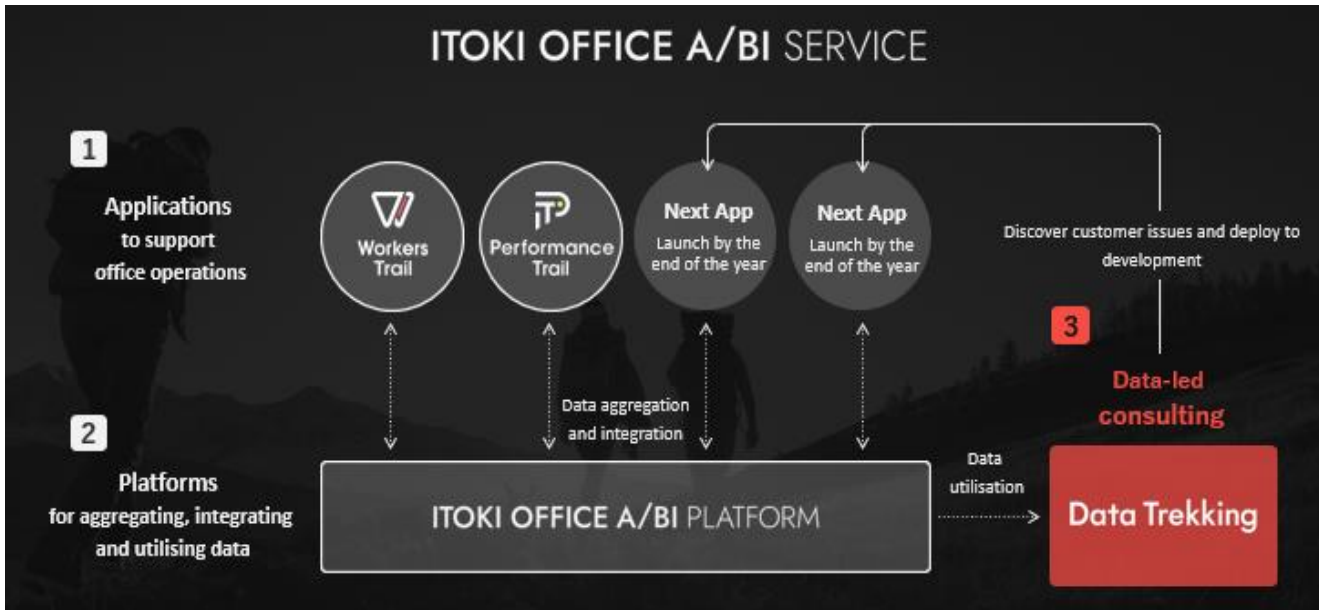 ITOKI OFFICE A/BI SERVICE
1
Applications
to support
office operations
Workers
Trail
Performance
Trail
Next App
Launch by the
end of the year
Next App
Launch by the
end of the year
Discover customer issues and deploy to
development
3
Data-led
consulting
Data aggregation
and integration
2
Platforms
for aggregating, integrating
and utilising data
ITOKI OFFICE A/BI PLATFORM
Data
utilisation
Data Trekking